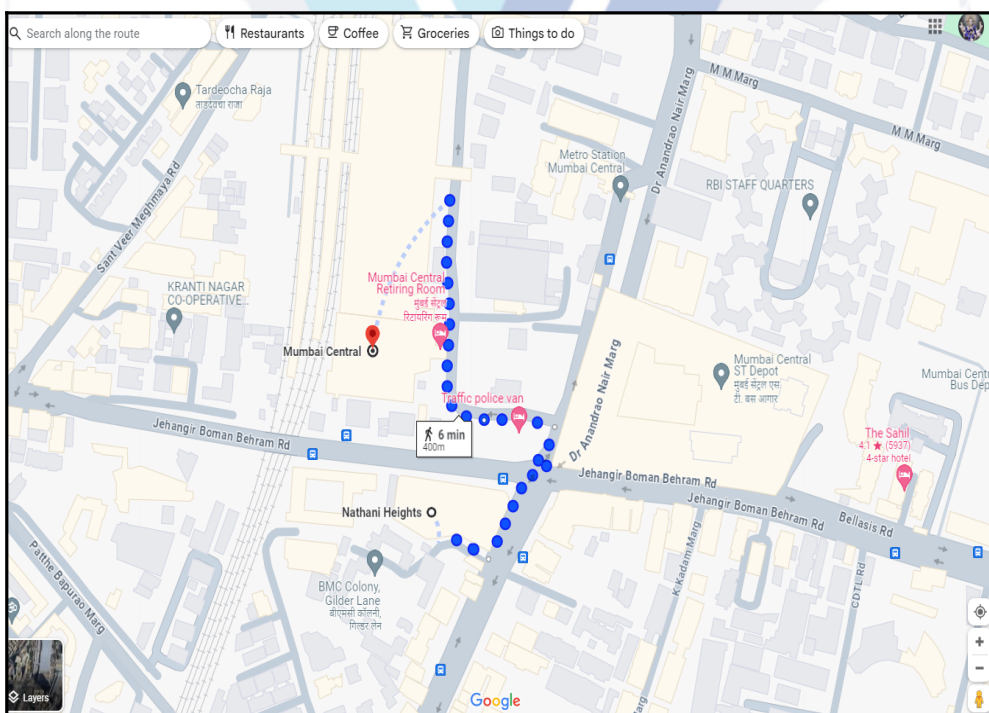 Search along the route
Restaurants
Coffee
Groceries
Things to do
M M Marg
M M Marg
Tardeocha Raja
ताडदेवचा राजा
Metro Station
Mumbai Central
Dr Anandrao Nair Marg
RBI STAFF QUARTERS
Sant Veer Meghmaya Rd
KRANTI NAGAR
CO-OPERATIVE...
Mumbai Central
Retiring Room
मुंबई सेंट्रल
रिटायरिंग रूम
Mumbai Central
Dr Anandrao Nair Marg
Mumbai Central
ST Depot
मुंबई सेंट्रल एस.
टी. बस आगार
Mumbai Centr
Bus Dep
Traffic police van
6 min
400m
Jehangir Boman Behram Rd
The Sahil
4.1 ★ (5937)
4-star hotel
Jehangir Boman Behram Rd
Jehangir Boman Behram Rd
Bellasis Rd
Nathani Heights
Patthe Bapurao Marg
BMC Colony,
Gilder Lane
बीएमसी कॉलनी,
गिल्डर लेन
K Kadam Marg
CDTL Rd
Layers
Google